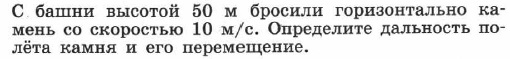 С башни высотой 50 м бросили горизонтально ка-
мень со скоростью 10 м/с. Определите дальность по-
лёта камня и его перемещение.